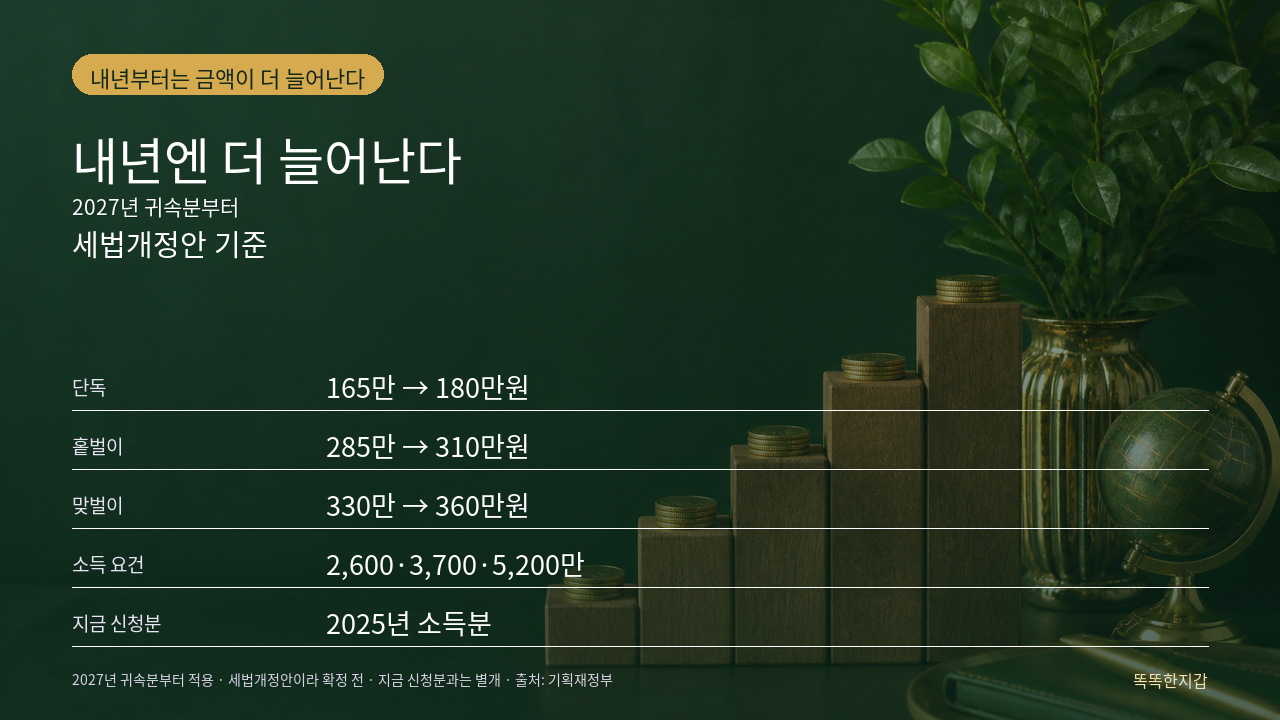 내년부터는 금액이 더 늘어난다
내년엔 더 늘어난다
2027년 귀속분부터
세법개정안 기준
단독 165만 → 180만원
홑벌이 285만 → 310만원
맞벌이 330만 → 360만원
소득 요건 2,600·3,700·5,200만
지금 신청분 2025년 소득분
2027년 귀속분부터 적용 · 세법개정안이라 확정 전 · 지금 신청분과는 별개 · 출처: 기획재정부
똑똑한지갑